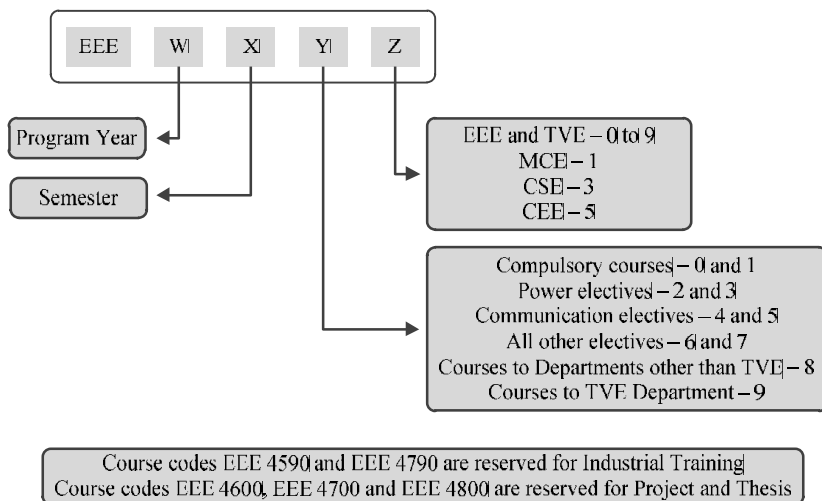 EEE W X Y Z
Program Year
Semester
EEE and TVE – 0 to 9
MCE – 1
CSE – 3
CEE – 5
Compulsory courses – 0 and 1
Power electives – 2 and 3
Communication electives – 4 and 5
All other electives – 6 and 7
Courses to Departments other than TVE – 8
Courses to TVE Department – 9
Course codes EEE 4590 and EEE 4790 are reserved for Industrial Training
Course codes EEE 4600, EEE 4700 and EEE 4800 are reserved for Project and Thesis